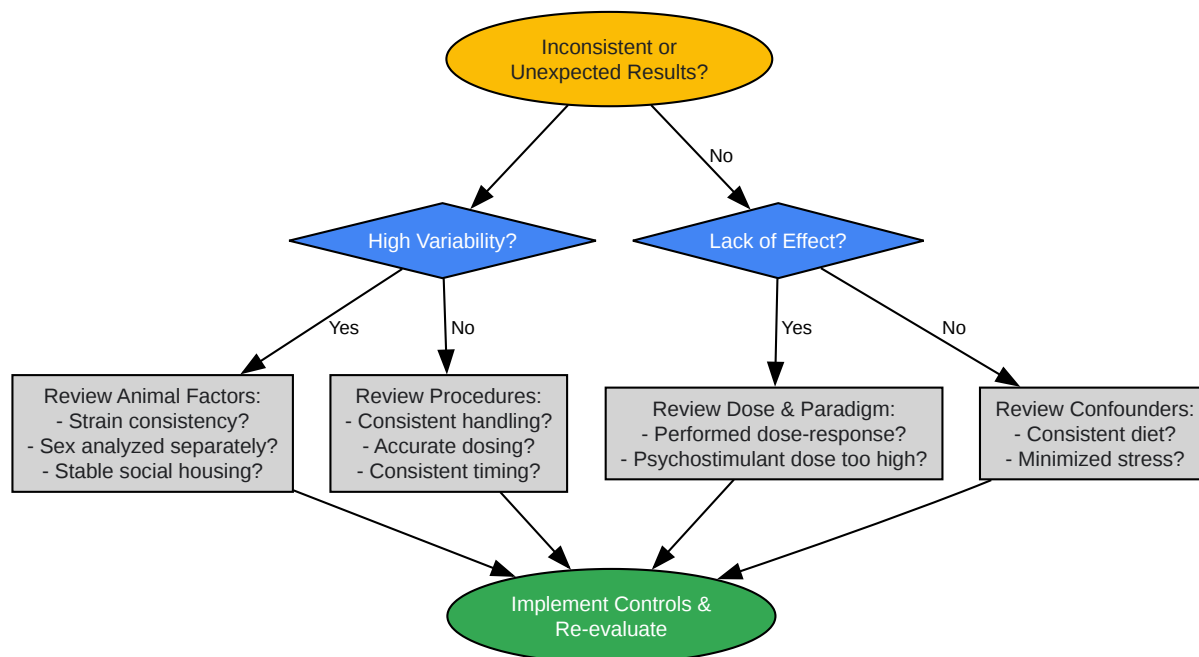 Inconsistent or
Unexpected Results?
No
High Variability?
Lack of Effect?
Yes
No
Yes
No
Review Animal Factors:
- Strain consistency?
- Sex analyzed separately?
- Stable social housing?
Review Procedures:
- Consistent handling?
- Accurate dosing?
- Consistent timing?
Review Dose & Paradigm:
- Performed dose-response?
- Psychostimulant dose too high?
Review Confounders:
- Consistent diet?
- Minimized stress?
Implement Controls &
Re-evaluate